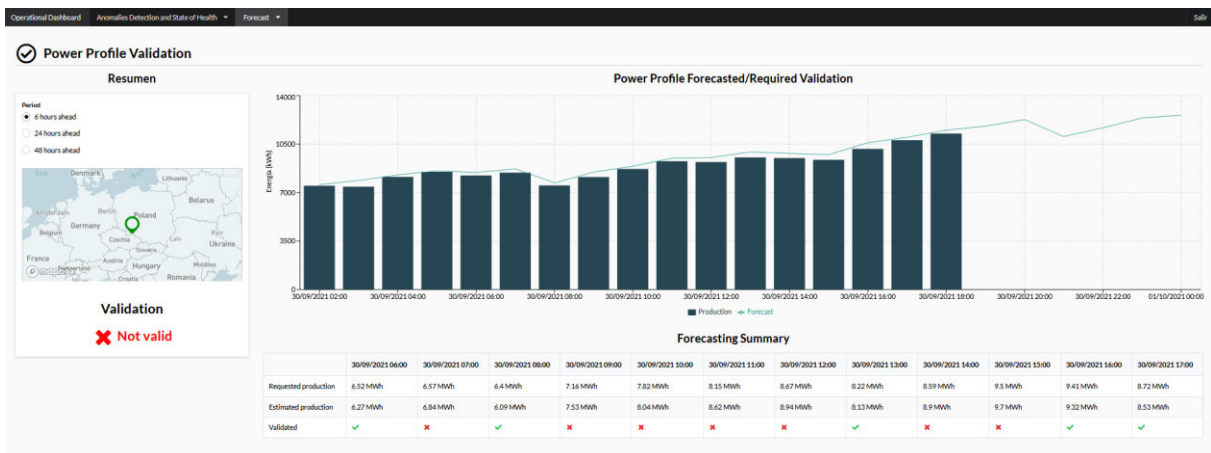 Operational Dashboard Anomalies Detection and State of Health Forecast Salir
Power Profile Validation
Resumen
Period
6 hours ahead
24 hours ahead
48 hours ahead
Denmark
Lithuania
Belarus
Amsterdam
Berlin
Poland
Belgium
Germany
Kyiv
Czechia
Lviv
Ukraine
Slovakia
France
Austria
Hungary
Moldova
mapbox
Switzerland
Croatia
Romania
Milan
Validation
Not valid
Power Profile Forecasted/Required Validation
Energía (kWh)
14000
10500
7000
3500
0
30/09/2021 02:00 30/09/2021 04:00 30/09/2021 06:00 30/09/2021 08:00 30/09/2021 10:00 30/09/2021 12:00 30/09/2021 14:00 30/09/2021 16:00 30/09/2021 18:00 30/09/2021 20:00 30/09/2021 22:00 01/10/2021 00:00
Production Forecast
Forecasting Summary
30/09/2021 06:00 30/09/2021 07:00 30/09/2021 08:00 30/09/2021 09:00 30/09/2021 10:00 30/09/2021 11:00 30/09/2021 12:00 30/09/2021 13:00 30/09/2021 14:00 30/09/2021 15:00 30/09/2021 16:00 30/09/2021 17:00
Requested production 6.52 MWh 6.57 MWh 6.4 MWh 7.16 MWh 7.82 MWh 8.15 MWh 8.67 MWh 8.22 MWh 8.59 MWh 9.5 MWh 9.41 MWh 8.72 MWh
Estimated production 6.27 MWh 6.84 MWh 6.09 MWh 7.53 MWh 8.04 MWh 8.62 MWh 8.94 MWh 8.13 MWh 8.9 MWh 9.7 MWh 9.32 MWh 8.53 MWh
Validated